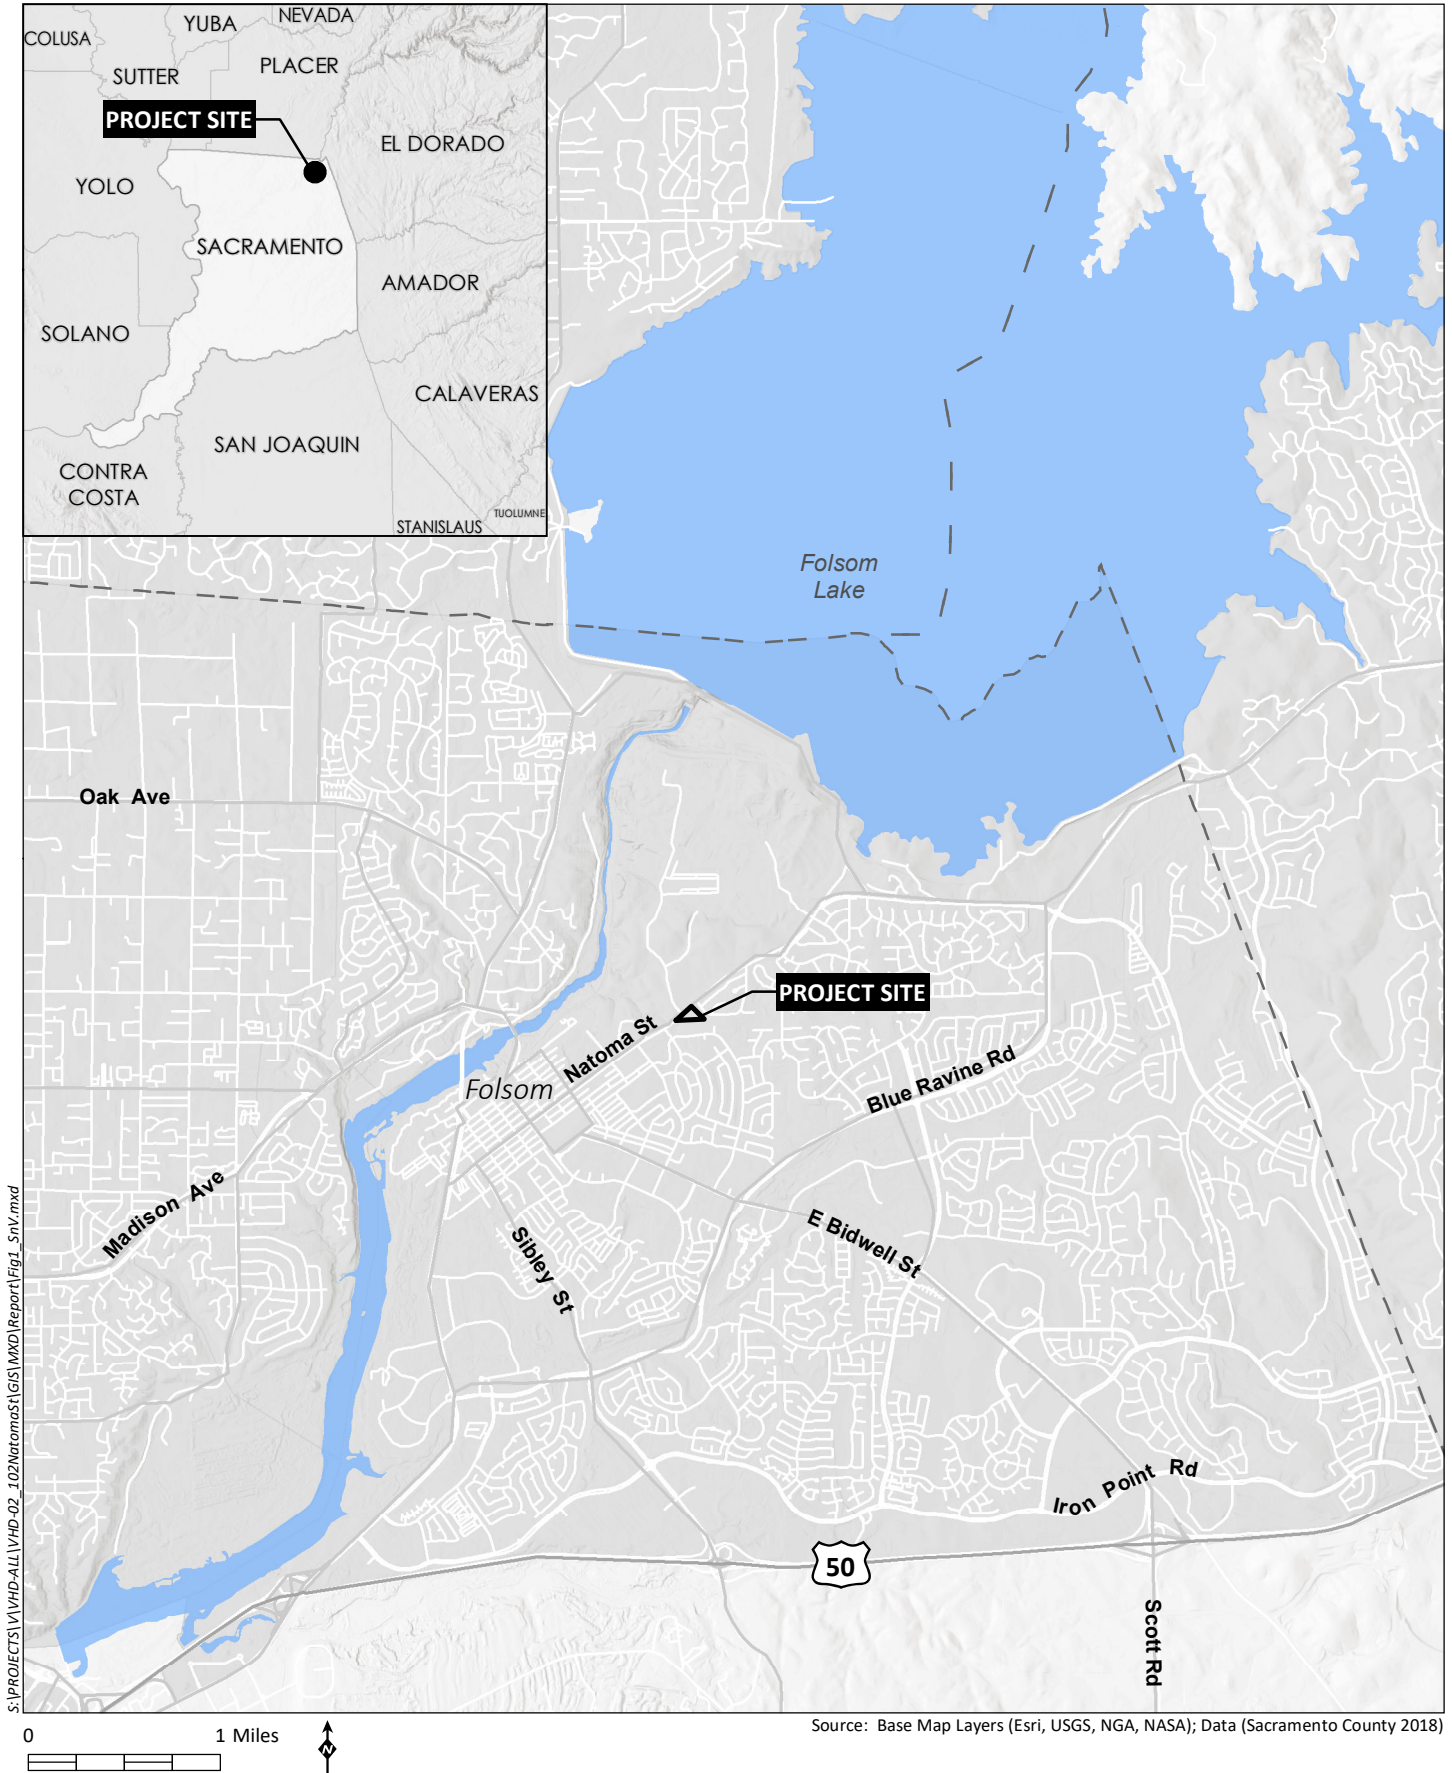 COLUSA
YUBA
NEVADA
SUTTER
PLACER
PROJECT SITE
EL DORADO
YOLO
SACRAMENTO
AMADOR
SOLANO
CALAVERAS
SAN JOAQUIN
CONTRA
COSTA
TUOLUMNE
STANISLAUS
Folsom
Lake
Oak Ave
PROJECT SITE
Natoma St
Folsom
Blue Ravine Rd
Madison Ave
E Bidwell St
Sibley St
Iron Point Rd
50
Scott Rd
S:\PROJECTS\V\VHD-ALL\VHD-02_102NatomaSt\GIS\MXD\Report\Fig1_SnV.mxd
0 1 Miles
N
Source: Base Map Layers (Esri, USGS, NGA, NASA); Data (Sacramento County 2018)